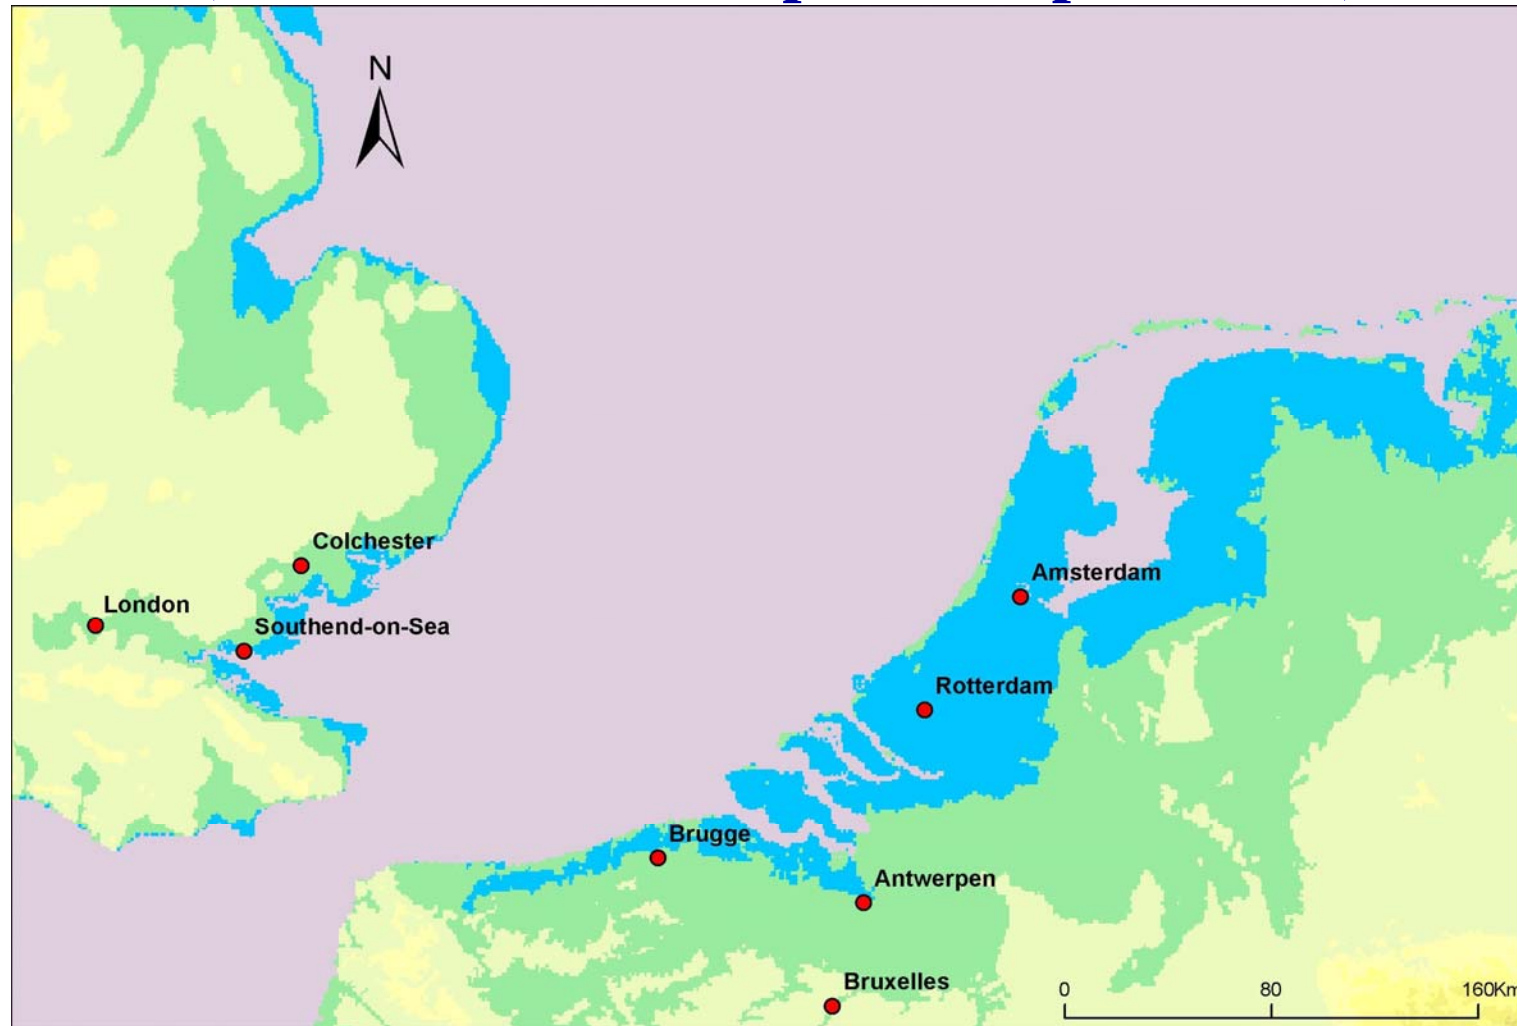 N
Colchester
London
Southend-on-Sea
Amsterdam
Rotterdam
Brugge
Antwerpen
Bruxelles
0 80 160Km